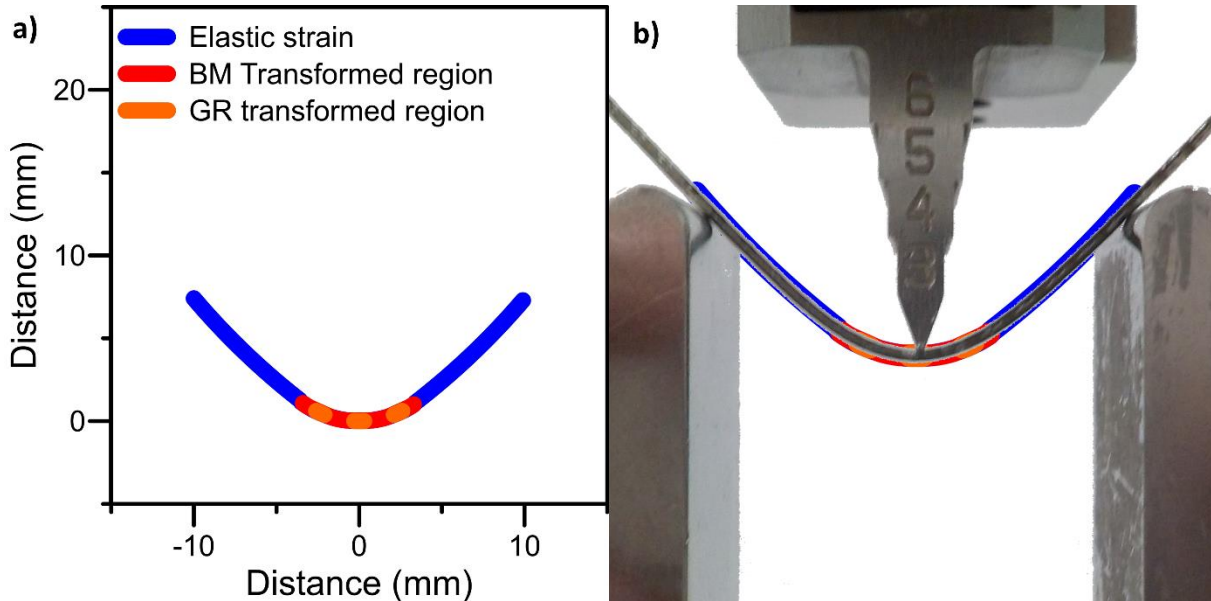 a)
Elastic strain
BM Transformed region
GR transformed region
20
10
0
Distance (mm)
-10
0
10
Distance (mm)
b)
6
5
4